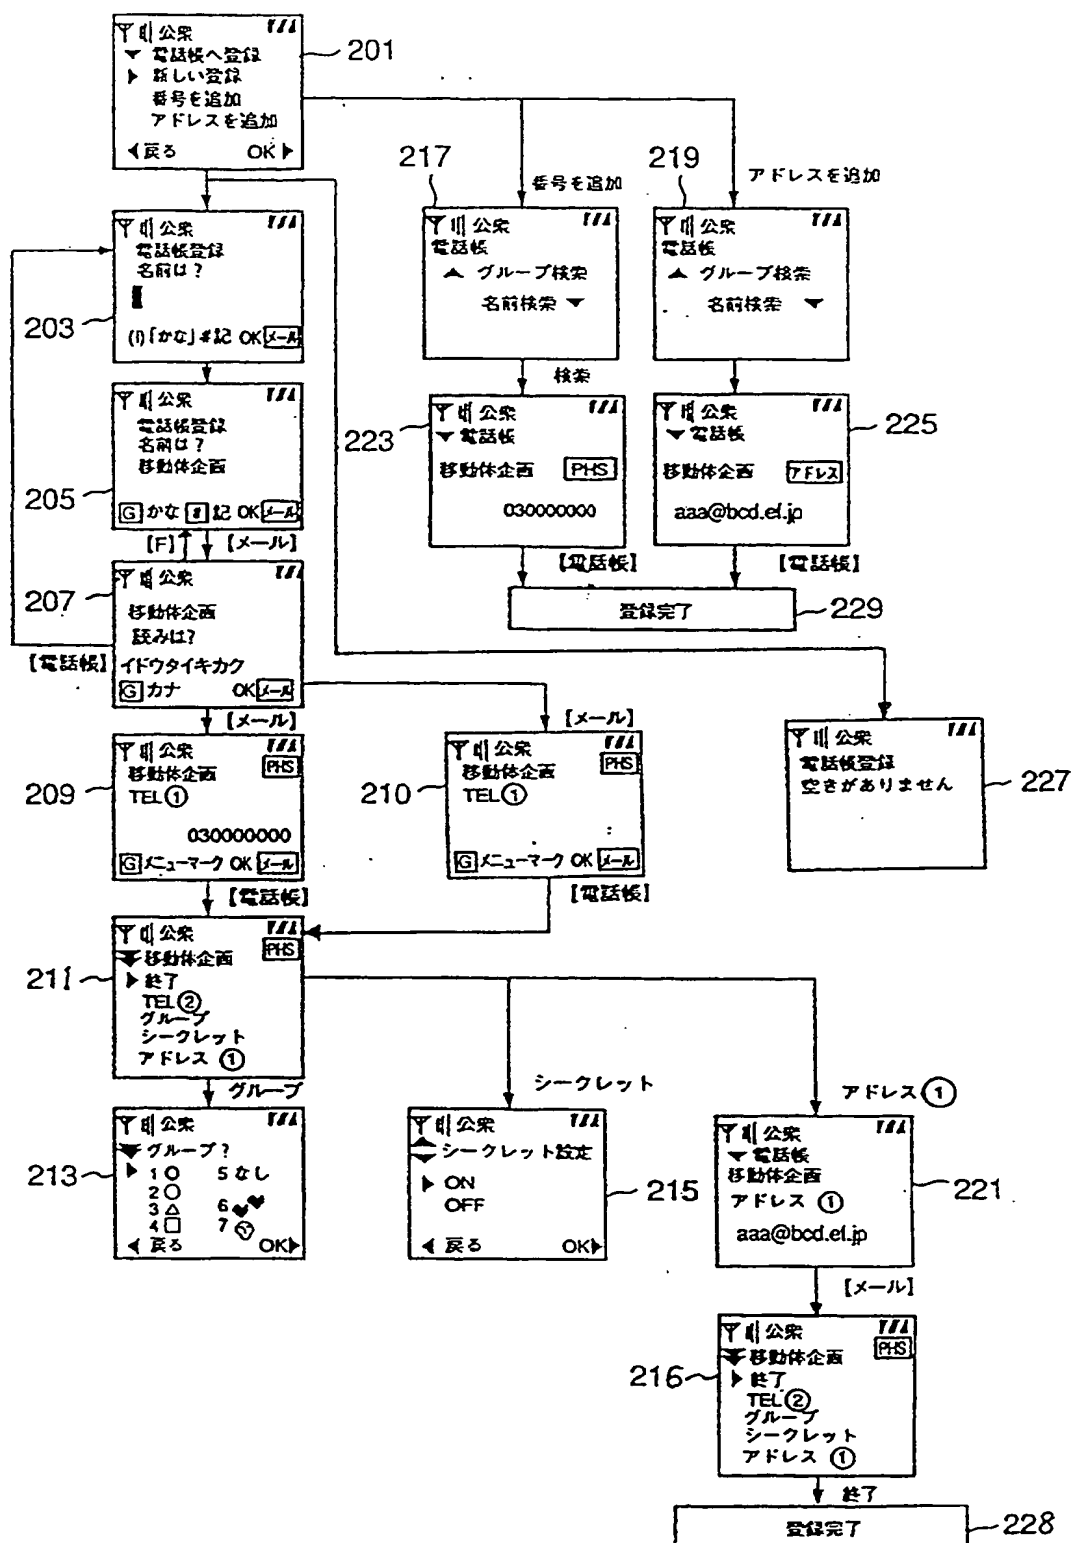 公衆
電話帳へ登録
新しい登録
番号を追加
アドレスを追加
戻る OK
201
217
番号を追加
219
アドレスを追加
公衆
電話帳登録
名前は？
(I)「かな」#記 OK メール
203
公衆
電話帳
グループ検索
名前検索
公衆
電話帳
グループ検索
名前検索
検索
公衆
電話帳登録
名前は？
移動体企画
G かな # 記 OK メール
205
223
公衆
電話帳
移動体企画 PHS
030000000
公衆
電話帳
移動体企画 アドレス
aaa@bcd.ef.jp
225
[F] [メール]
[電話帳]
[電話帳]
207
公衆
移動体企画
読みは?
イドウタイキカク
G カナ OK メール
[電話帳]
登録完了
229
[メール]
[メール]
209
公衆
移動体企画 PHS
TEL①
030000000
G メニューマーク OK メール
210
公衆
移動体企画 PHS
TEL①
G メニューマーク OK メール
公衆
電話帳登録
空きがありません
227
[電話帳]
[電話帳]
211
公衆
移動体企画 PHS
終了
TEL②
グループ
シークレット
アドレス ①
グループ
シークレット
アドレス①
213
公衆
グループ？
1 ○ 5 なし
2 ○ 6
3 △ 7
4 □
戻る OK
公衆
シークレット設定
ON
OFF
戻る OK
215
公衆
電話帳
移動体企画
アドレス ①
aaa@bcd.ef.jp
221
[メール]
216
公衆
移動体企画 PHS
終了
TEL②
グループ
シークレット
アドレス ①
終了
登録完了
228